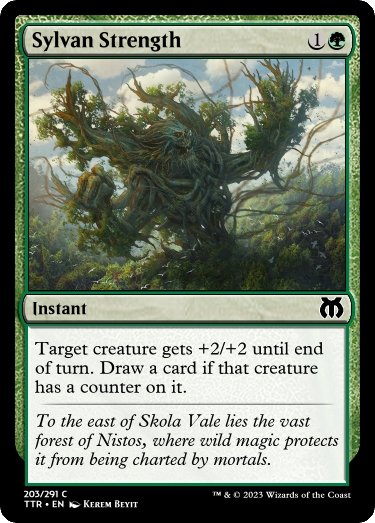 Sylvan Strength 1
Instant
Target creature gets +2/+2 until end
of turn. Draw a card if that creature
has a counter on it.
To the east of Skola Vale lies the vast
forest of Nistos, where wild magic protects
it from being charted by mortals.
203/291 C
TTR • EN Kerem Beyit
™ & © 2023 Wizards of the Coast